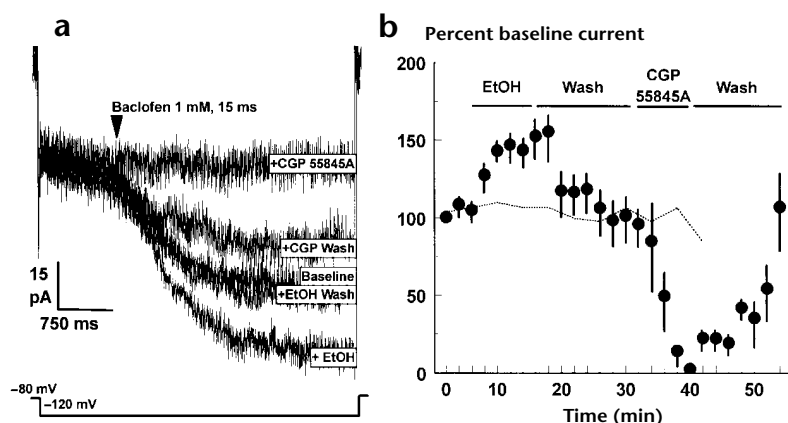 a
Baclofen 1 mM, 15 ms
+CGP 55845A
+CGP Wash
Baseline
+EtOH Wash
+ EtOH
15
pA
750 ms
–80 mV
–120 mV
b
Percent baseline current
200
150
100
50
0
EtOH
Wash
CGP
55845A
Wash
0 10 20 30 40 50
Time (min)